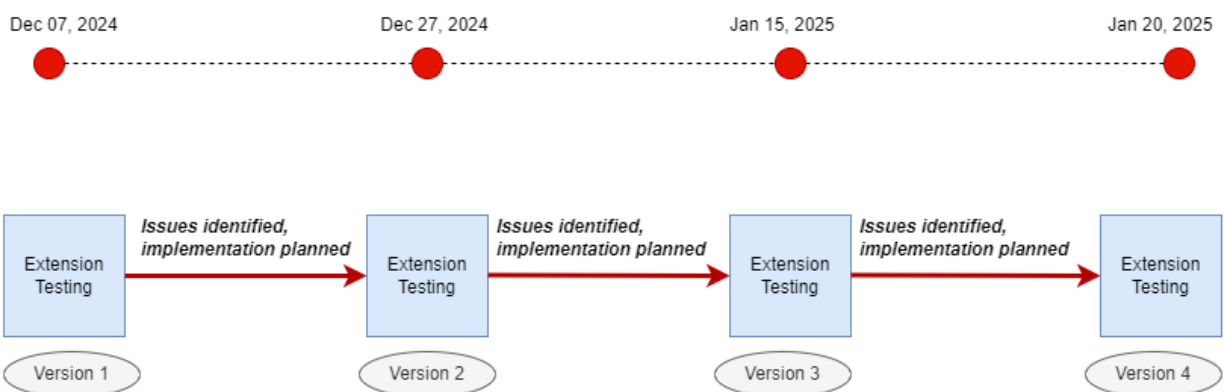 Dec 07, 2024
Dec 27, 2024
Jan 15, 2025
Jan 20, 2025
Issues identified,
implementation planned
Issues identified,
implementation planned
Issues identified,
implementation planned
Extension
Testing
Extension
Testing
Extension
Testing
Extension
Testing
Version 1
Version 2
Version 3
Version 4